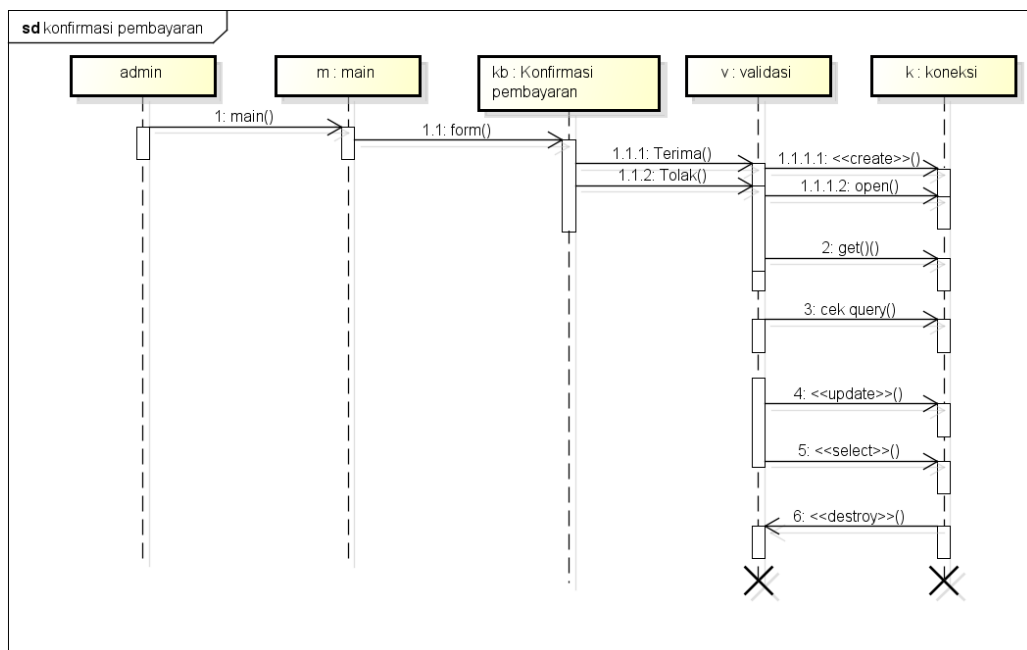 sd konfirmasi pembayaran
admin
m : main
kb : Konfirmasi
pembayaran
v : validasi
k : koneksi
1: main()
1.1: form()
1.1.1: Terima()
1.1.1.1: <<create>>()
1.1.2: Tolak()
1.1.1.2: open()
2: get()()
3: cek query()
4: <<update>>()
5: <<select>>()
6: <<destroy>>()